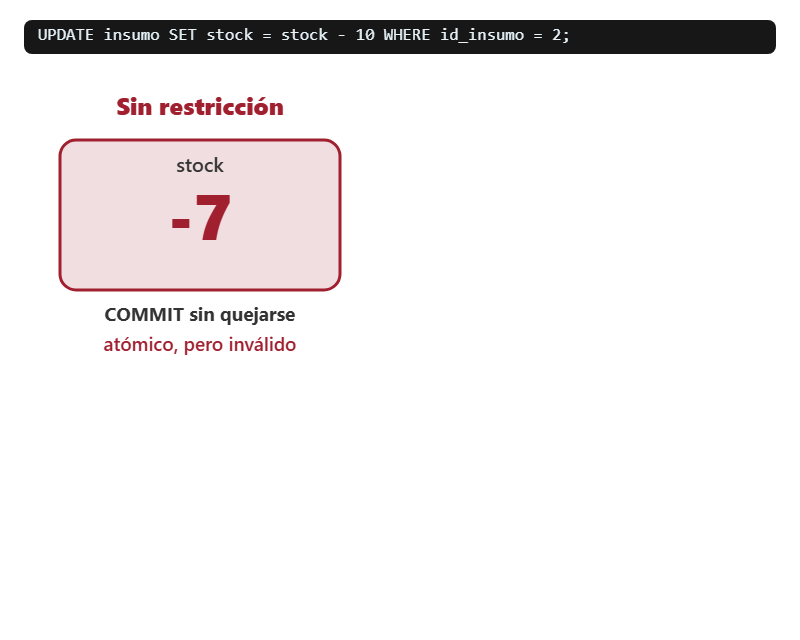 UPDATE insumo SET stock = stock - 10 WHERE id_insumo = 2;
Sin restricción
stock
-7
COMMIT sin quejarse
atómico, pero inválido